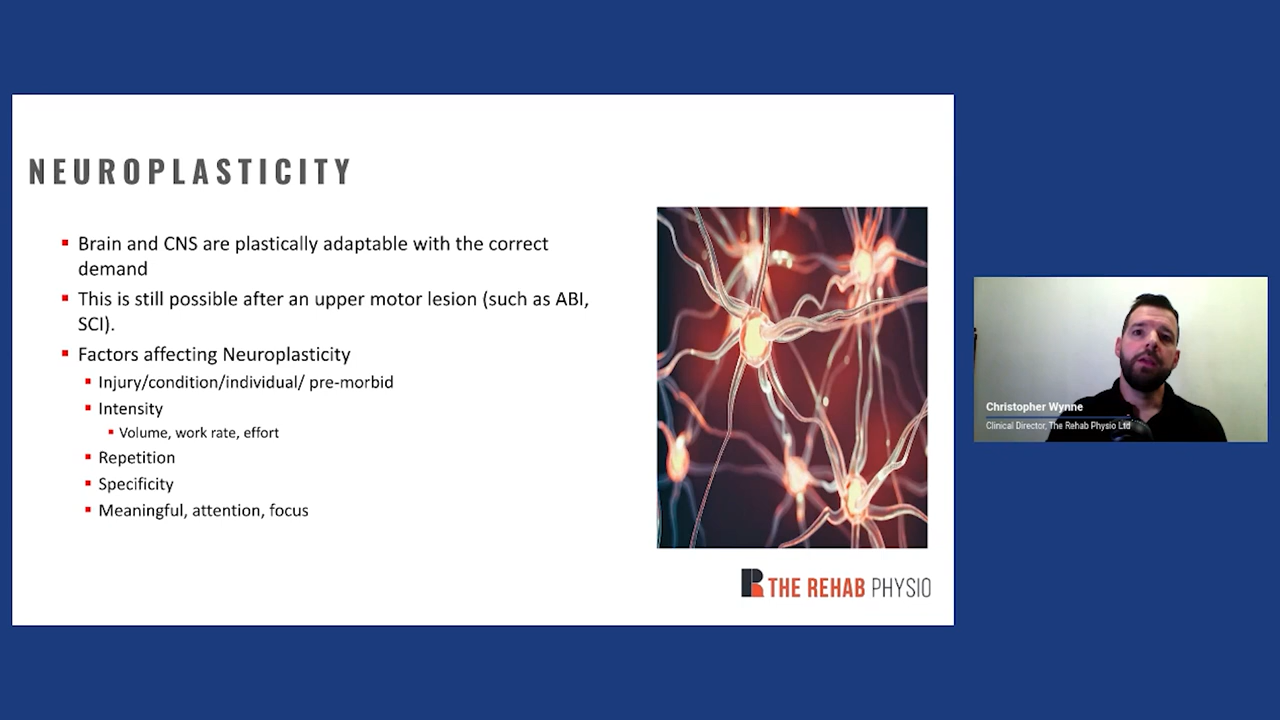 NEUROPLASTICITY
Brain and CNS are plastically adaptable with the correct
demand
This is still possible after an upper motor lesion (such as ABI,
SCI).
Factors affecting Neuroplasticity
Injury/condition/individual/ pre-morbid
Intensity
Volume, work rate, effort
Repetition
Specificity
Meaningful, attention, focus
THE REHAB PHYSIO
Christopher Wynne
Clinical Director, The Rehab Physio Ltd